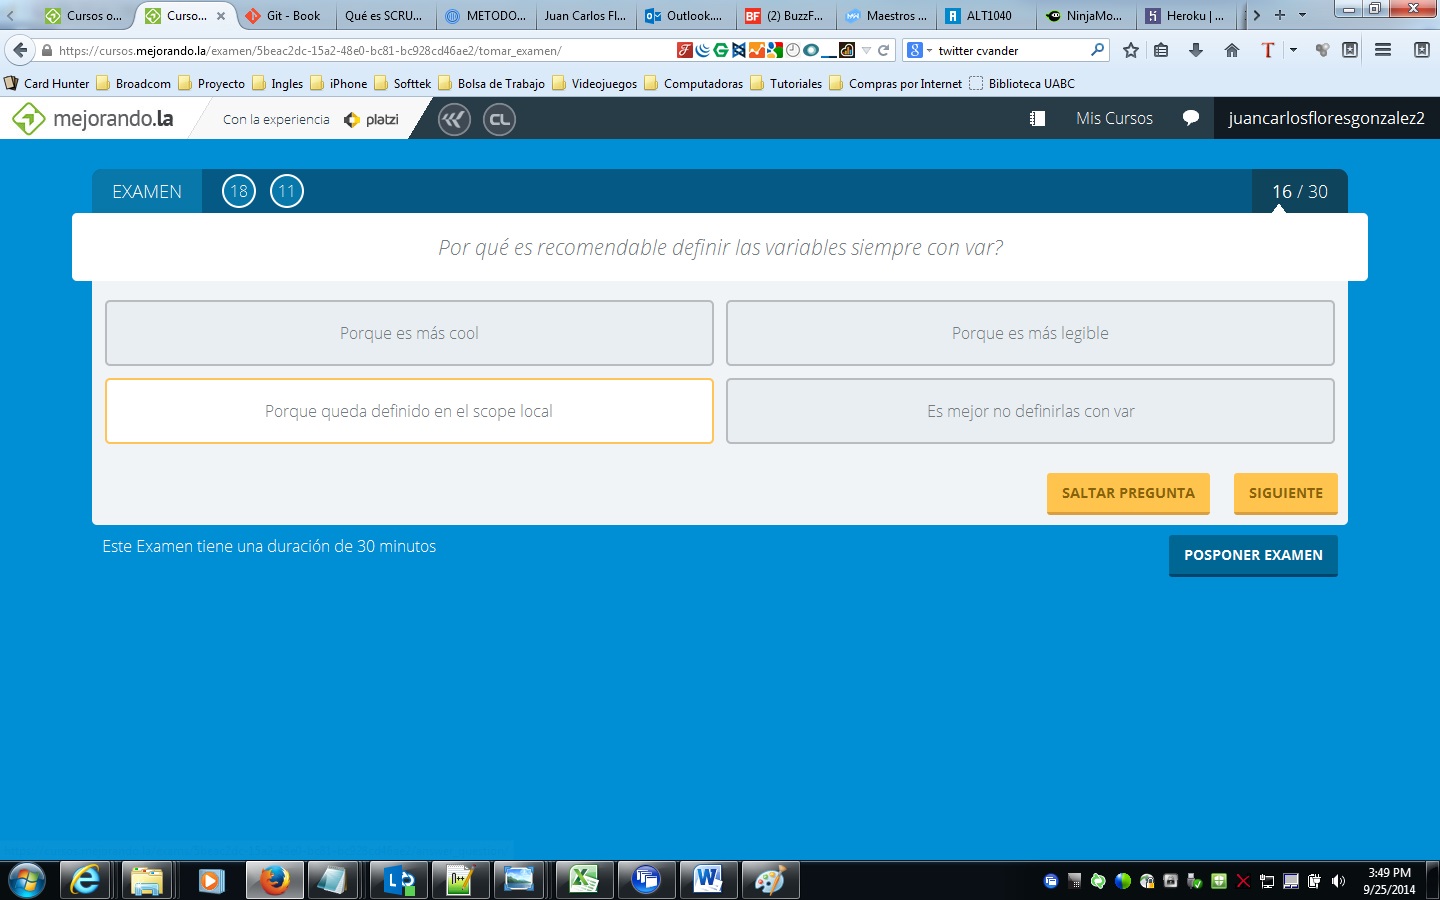 Cursos o...
Curso...
Git - Book
Qué es SCRU...
METODO...
Juan Carlos Fl...
Outlook....
(2) BuzzF...
Maestros ...
ALT1040
NinjaMo...
Heroku | ...
https://cursos.mejorando.la/examen/5beac2dc-15a2-48e0-bc81-bc928cd46ae2/tomar_examen/
twitter cvander
Card Hunter
Broadcom
Proyecto
Ingles
iPhone
Softtek
Bolsa de Trabajo
Videojuegos
Computadoras
Tutoriales
Compras por Internet
Biblioteca UABC
mejorando.la
Con la experiencia
platzi
CL
Mis Cursos
juancarlosfloresgonzalez2
EXAMEN
18
11
16 / 30
Por qué es recomendable definir las variables siempre con var?
Porque es más cool
Porque es más legible
Porque queda definido en el scope local
Es mejor no definirlas con var
SALTAR PREGUNTA
SIGUIENTE
Este Examen tiene una duración de 30 minutos
POSPONER EXAMEN
3:49 PM
9/25/2014